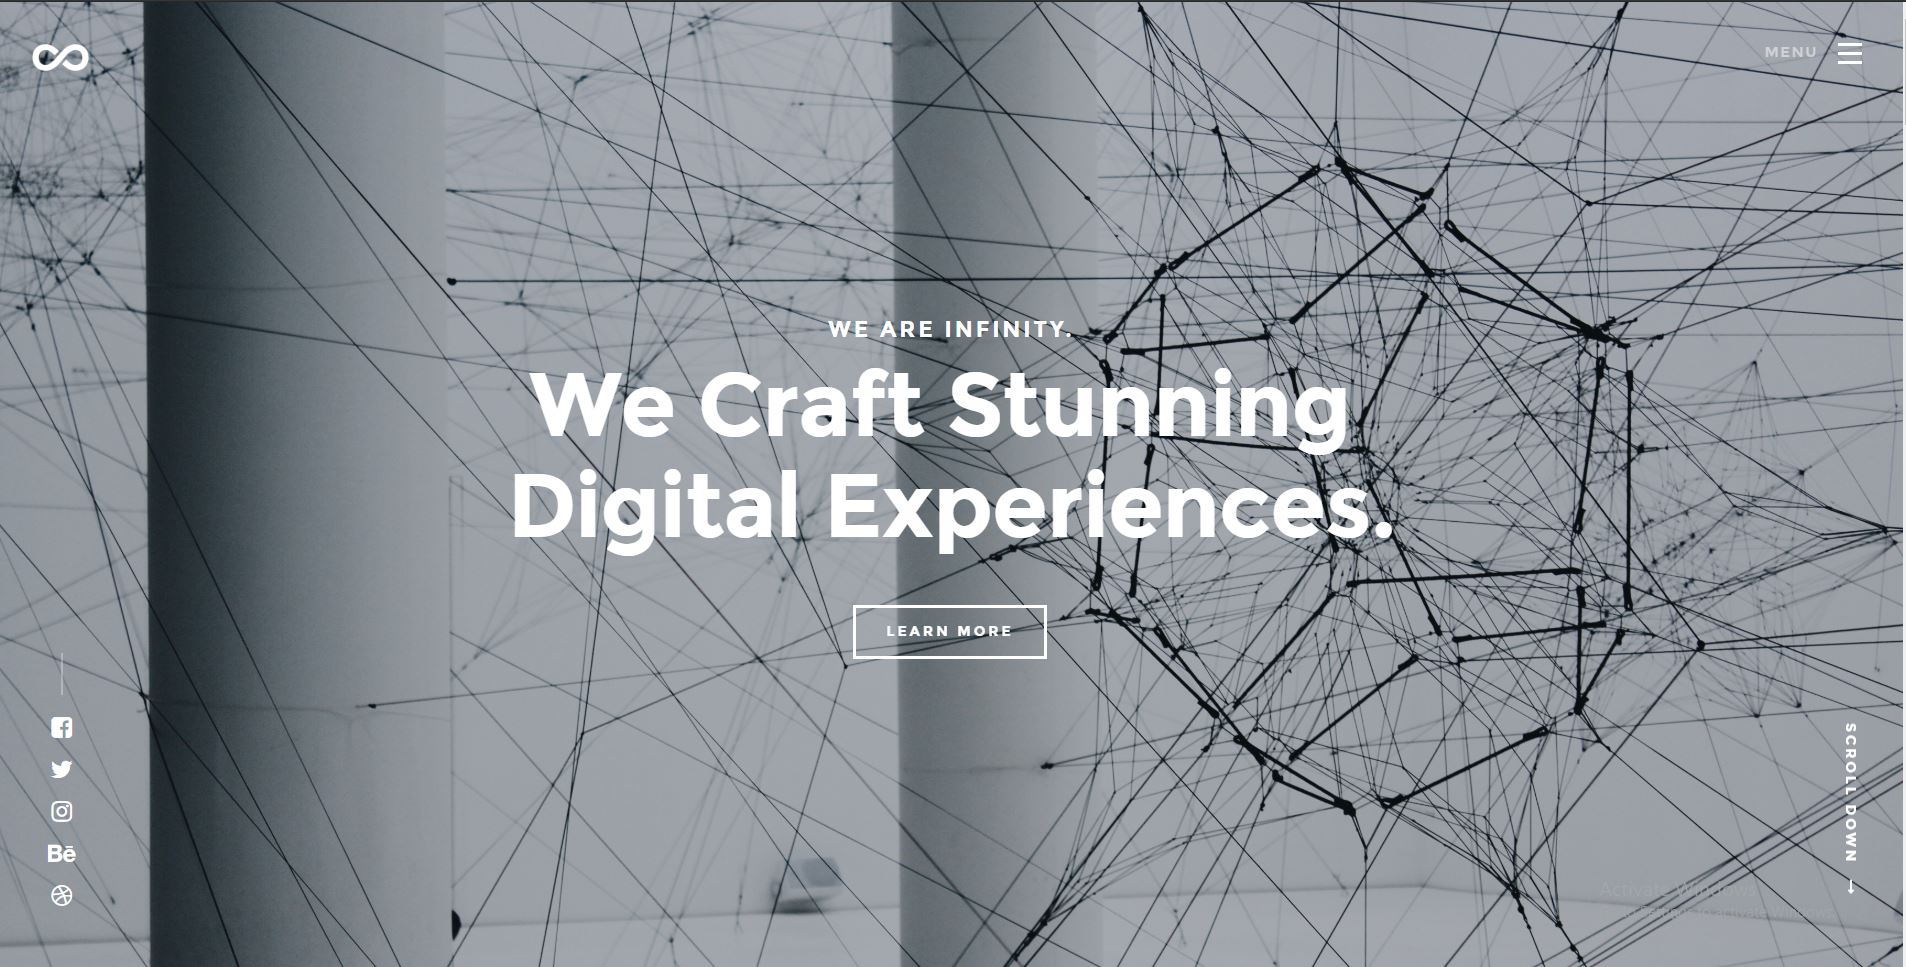 MENU
WE ARE INFINITY.
We Craft Stunning
Digital Experiences.
LEARN MORE
Bē
SCROLL DOWN
Activate Windows
Go to Settings to activate Windows.